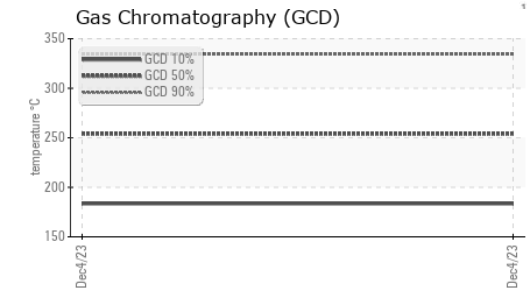 Gas Chromatography (GCD)
350
300
250
200
150
temperature °C
GCD 10%
GCD 50%
GCD 90%
Dec4/23
Dec4/23